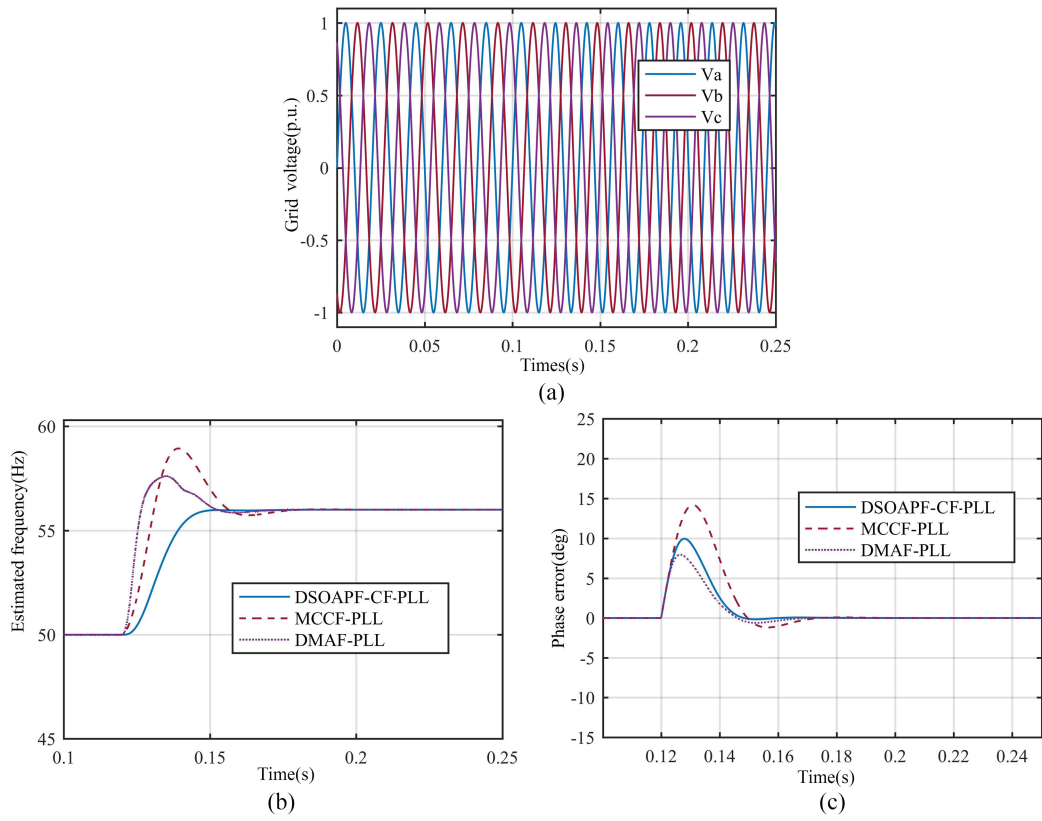 1
0.5
0
-0.5
-1
Grid voltage(p.u.)
Va
Vb
Vc
0 0.05 0.1 0.15 0.2 0.25
Times(s)
(a)
60
55
50
45
Estimated frequency(Hz)
DSOAPF-CF-PLL
MCCF-PLL
DMAF-PLL
0.1 0.15 0.2 0.25
Time(s)
(b)
25
20
15
10
5
0
-5
-10
-15
Phase error(deg)
DSOAPF-CF-PLL
MCCF-PLL
DMAF-PLL
0.12 0.14 0.16 0.18 0.2 0.22 0.24
Time(s)
(c)